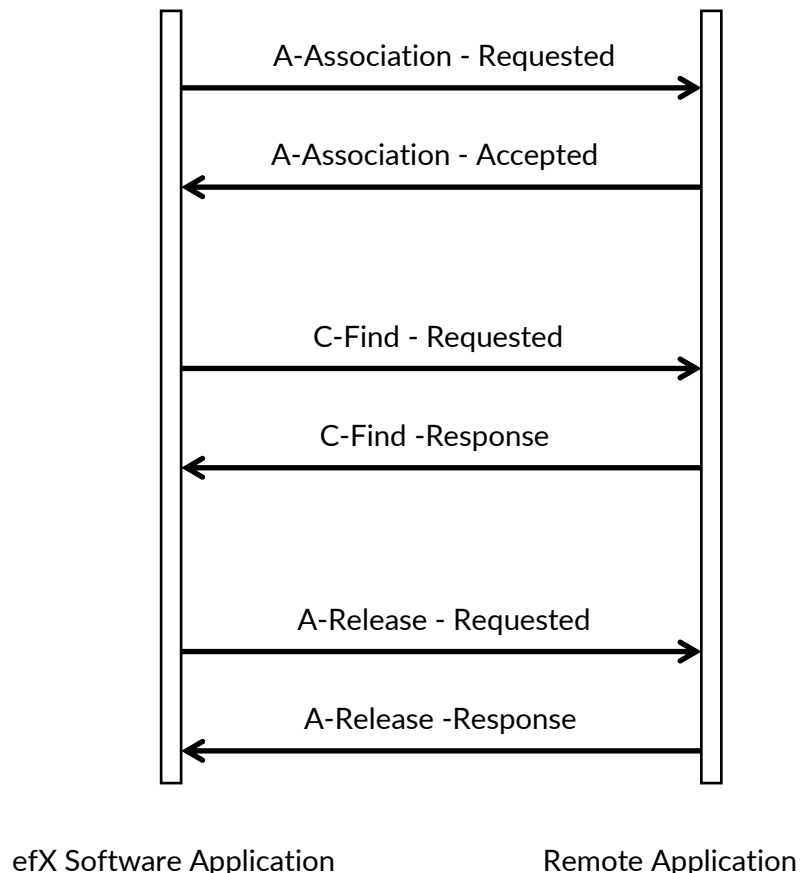 A-Association - Requested
A-Association - Accepted
C-Find - Requested
C-Find -Response
A-Release - Requested
A-Release -Response
efX Software Application
Remote Application